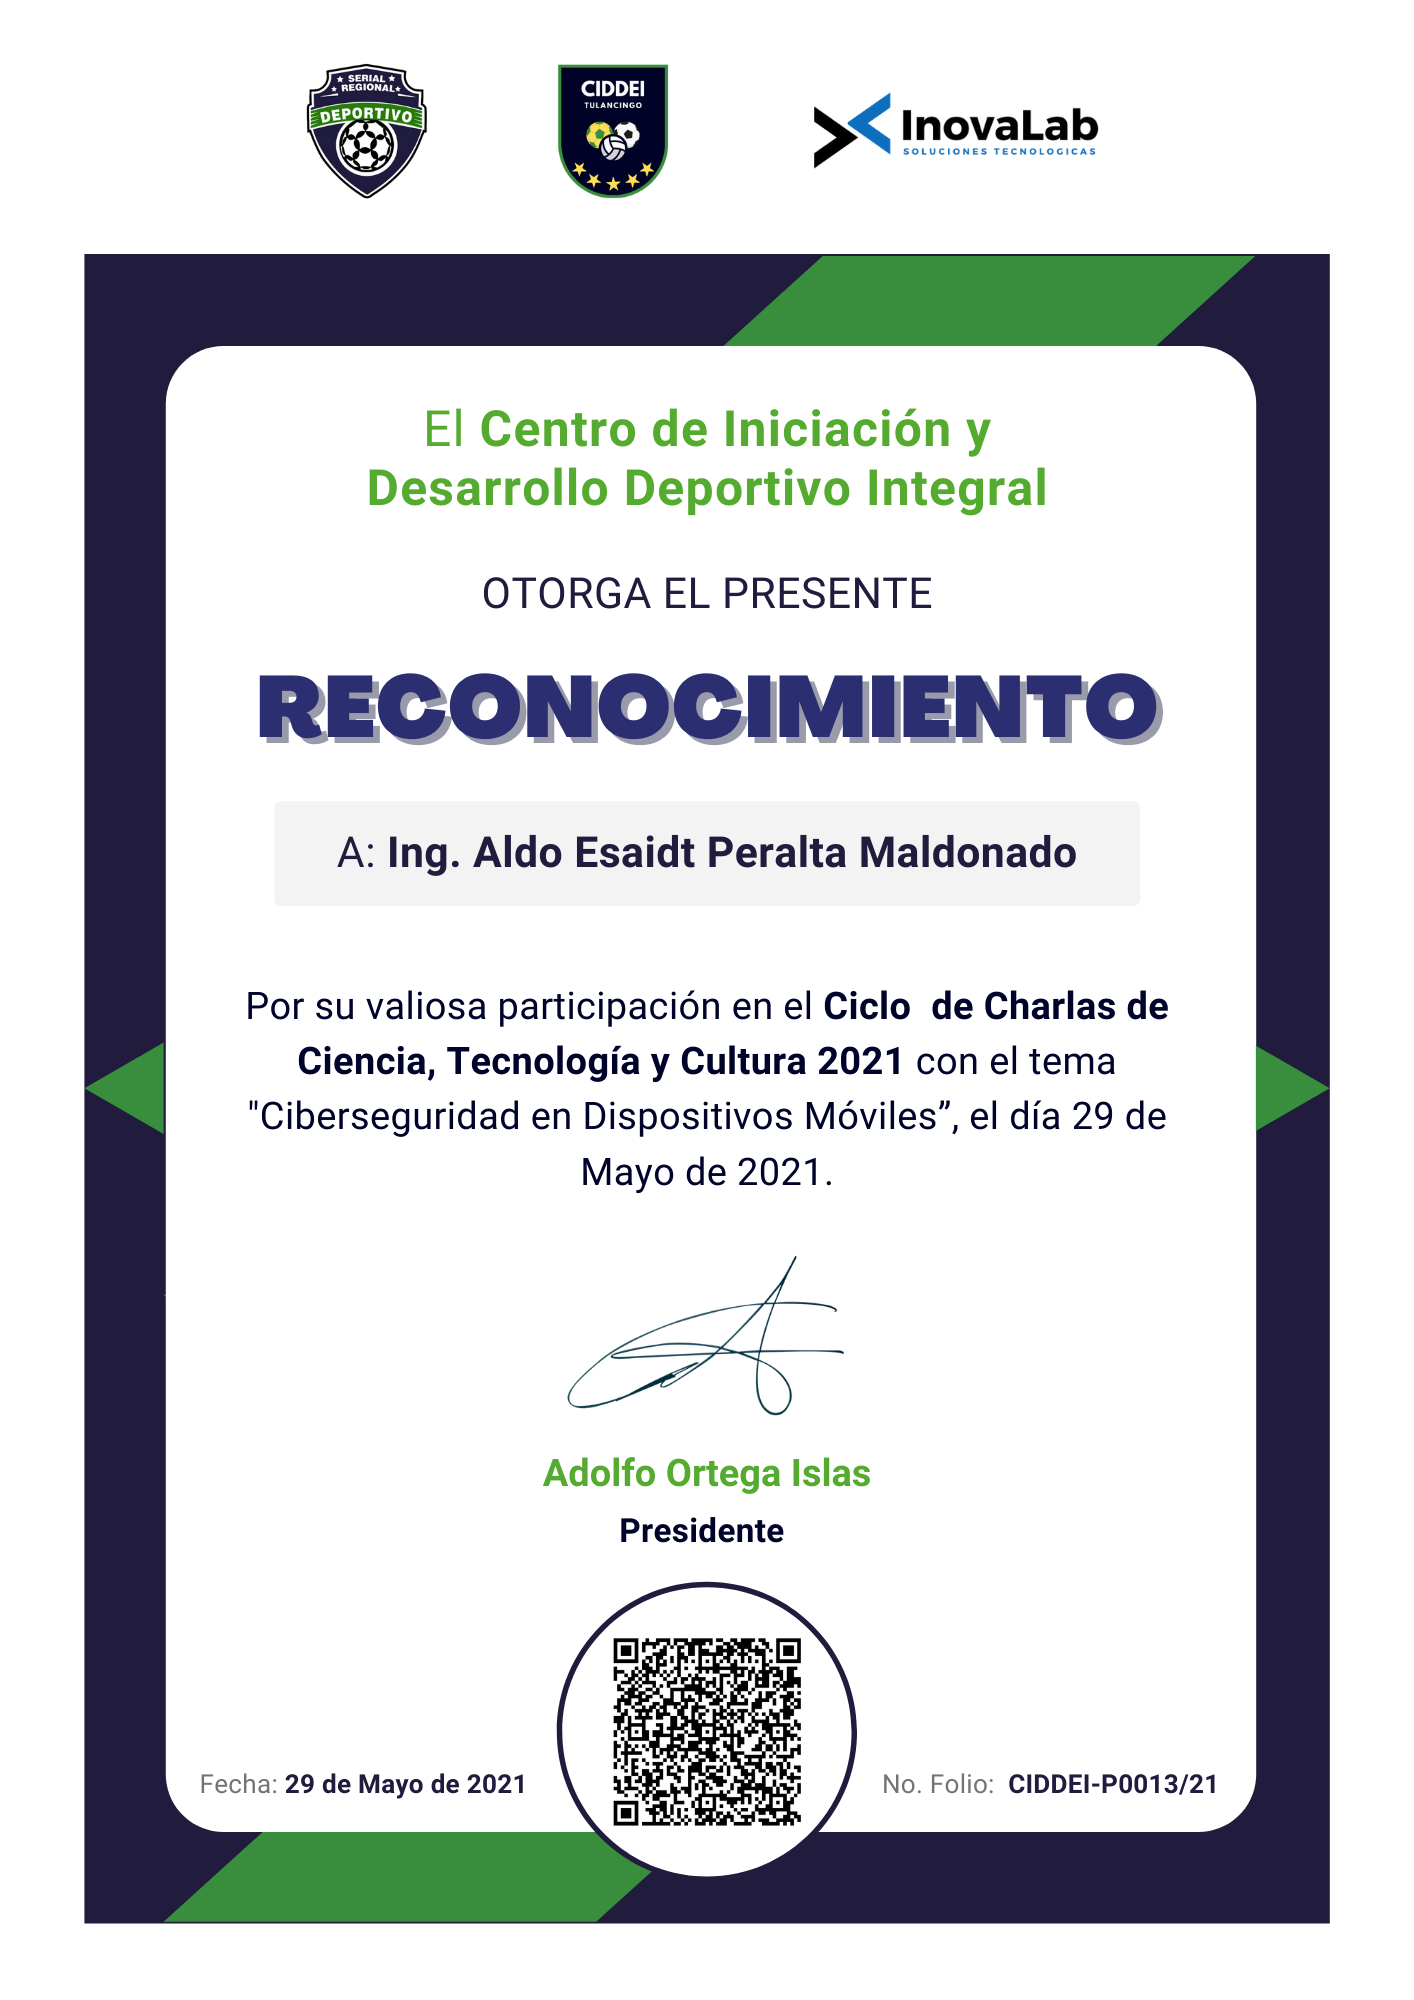 SERIAL
REGIONAL
DEPORTIVO
CIDDEI
TULANCINGO
InovaLab
SOLUCIONES TECNOLOGICAS
El Centro de Iniciación y
Desarrollo Deportivo Integral
OTORGA EL PRESENTE
RECONOCIMIENTO
A: Ing. Aldo Esaidt Peralta Maldonado
Por su valiosa participación en el Ciclo  de Charlas de
Ciencia, Tecnología y Cultura 2021 con el tema
"Ciberseguridad en Dispositivos Móviles”, el día 29 de
Mayo de 2021.
Adolfo Ortega Islas
Presidente
Fecha: 29 de Mayo de 2021
No. Folio: CIDDEI-P0013/21